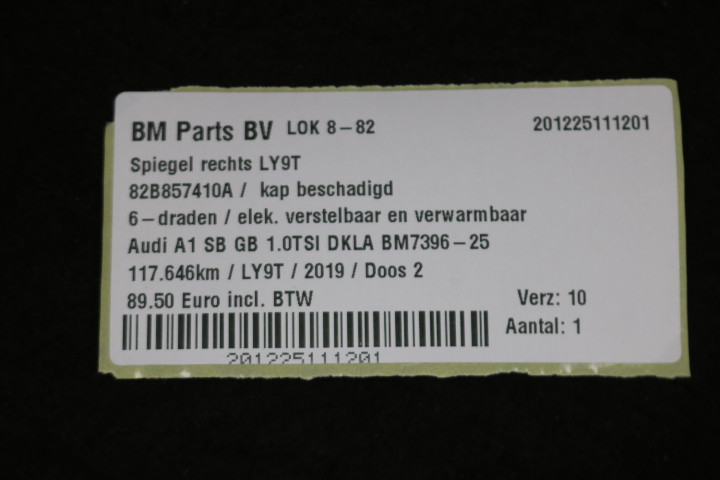 BM Parts BV LOK 8-82 201225111201
Spiegel rechts LY9T
82B857410A / kap beschadigd
6-draden / elek. verstelbaar en verwarmbaar
Audi A1 SB GB 1.0TSI DKLA BM7396-25
117.646km / LY9T / 2019 / Doos 2
89.50 Euro incl. BTW Verz: 10
Aantal: 1
201225111201